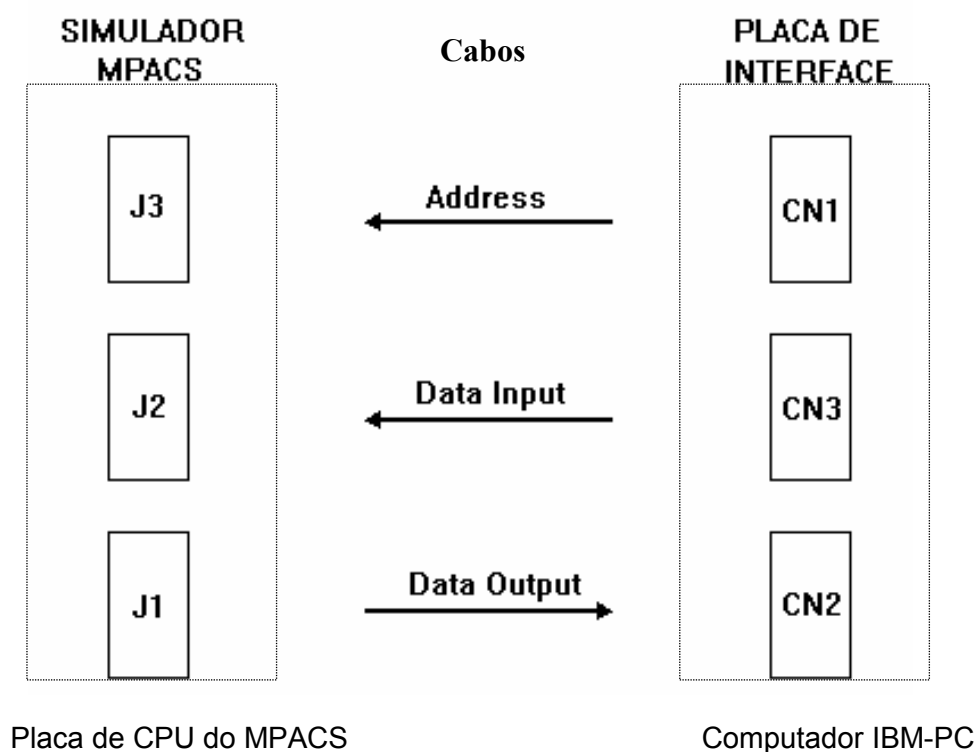 SIMULADOR
MPACS
Cabos
PLACA DE
INTERFACE
J3
Address
CN1
J2
Data Input
CN3
J1
Data Output
CN2
Placa de CPU do MPACS
Computador IBM-PC